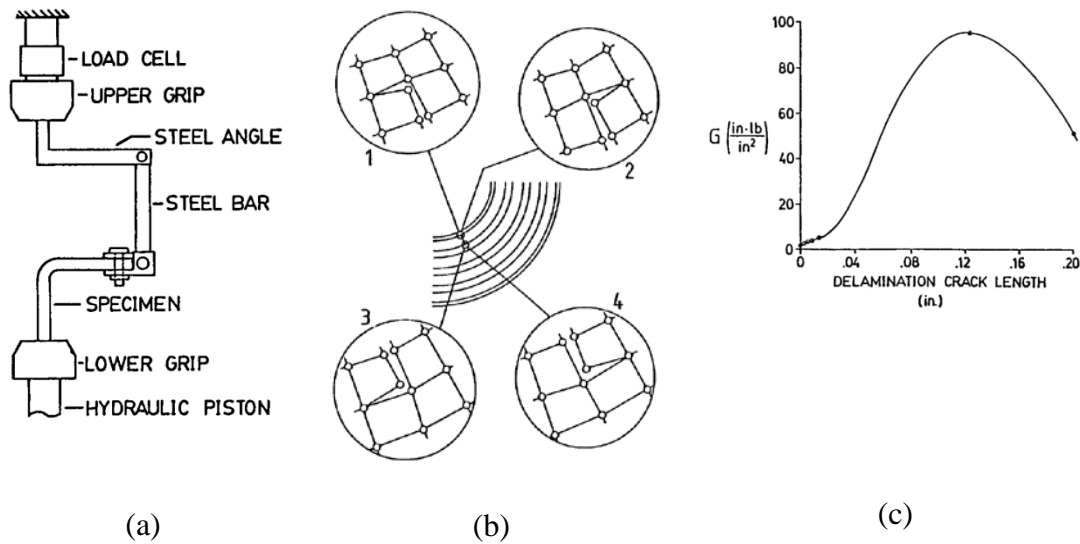 LOAD CELL
UPPER GRIP
STEEL ANGLE
STEEL BAR
SPECIMEN
LOWER GRIP
HYDRAULIC PISTON
(a)
1
2
3
4
(b)
100
80
60
40
20
0
G (in·lb/in²)
0 .04 .08 .12 .16 .20
DELAMINATION CRACK LENGTH
(in.)
(c)